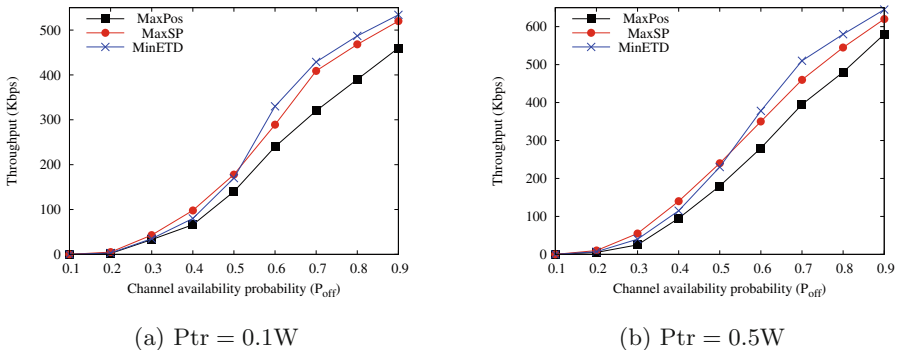 MaxPos
MaxSP
MinETD
Throughput (Kbps)
500
400
300
200
100
0
0.1 0.2 0.3 0.4 0.5 0.6 0.7 0.8 0.9
Channel availability probability (P_off)
(a) Ptr = 0.1W
MaxPos
MaxSP
MinETD
Throughput (Kbps)
600
500
400
300
200
100
0
0.1 0.2 0.3 0.4 0.5 0.6 0.7 0.8 0.9
Channel availability probability (P_off)
(b) Ptr = 0.5W